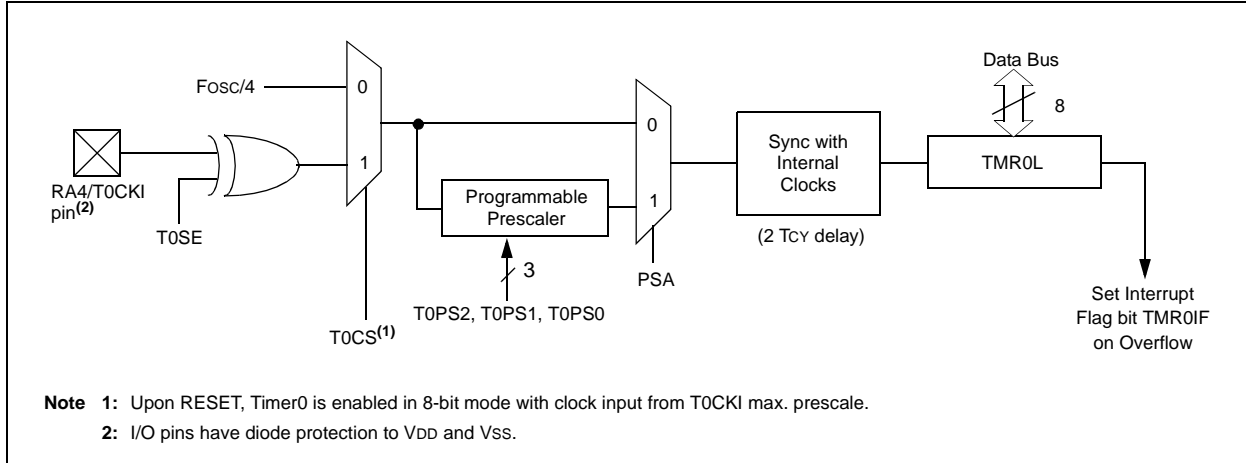 Data Bus
FOSC/4
0
8
0
Sync with
Internal
Clocks
TMR0L
1
RA4/T0CKI
pin(2)
Programmable
Prescaler
1
T0SE
(2 TCY delay)
3
PSA
T0PS2, T0PS1, T0PS0
Set Interrupt
Flag bit TMR0IF
on Overflow
T0CS(1)
Note 1: Upon RESET, Timer0 is enabled in 8-bit mode with clock input from T0CKI max. prescale.
2: I/O pins have diode protection to VDD and VSS.